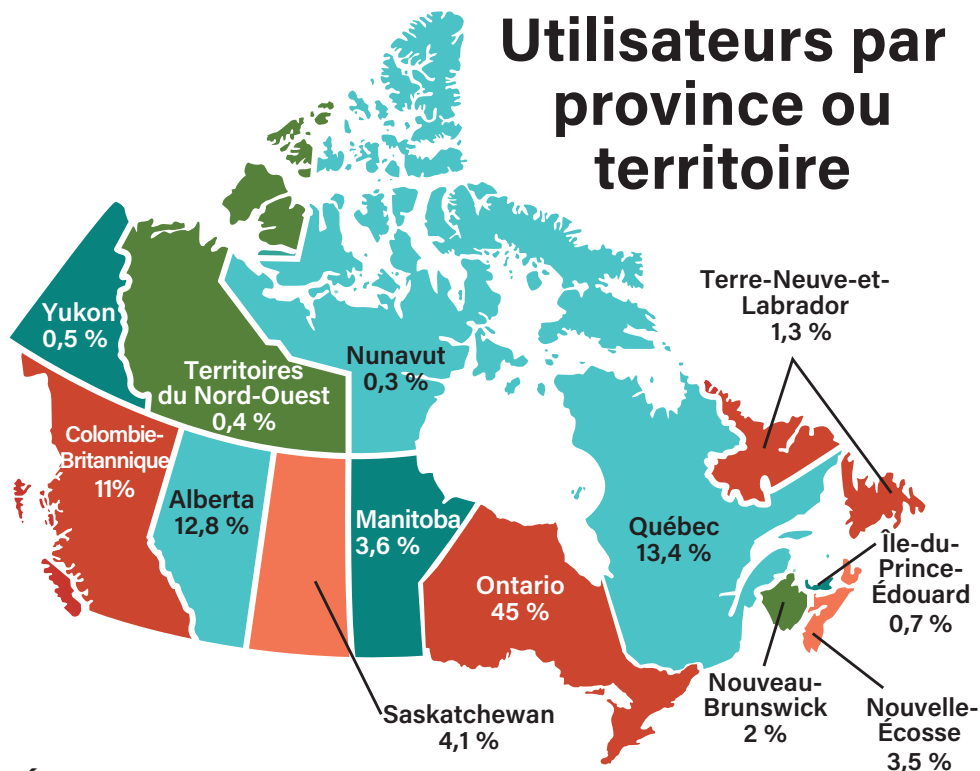 Utilisateurs par
province ou
territoire
Yukon
0,5 %
Territoires
du Nord-Ouest
0,4 %
Nunavut
0,3 %
Terre-Neuve-et-
Labrador
1,3 %
Colombie-
Britannique
11%
Alberta
12,8 %
Manitoba
3,6 %
Ontario
45 %
Québec
13,4 %
Île-du-
Prince-
Édouard
0,7 %
Saskatchewan
4,1 %
Nouveau-
Brunswick
2 %
Nouvelle-
Écosse
3,5 %